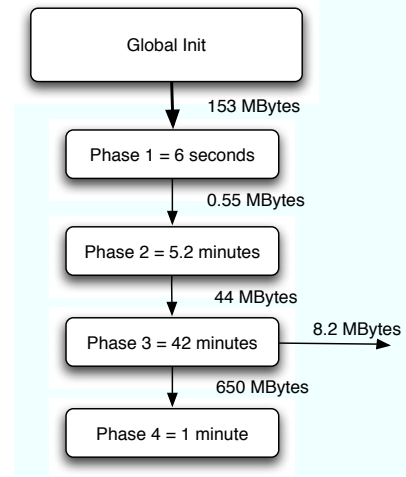 Global Init
153 MBytes
Phase 1 = 6 seconds
0.55 MBytes
Phase 2 = 5.2 minutes
44 MBytes
8.2 MBytes
Phase 3 = 42 minutes
650 MBytes
Phase 4 = 1 minute